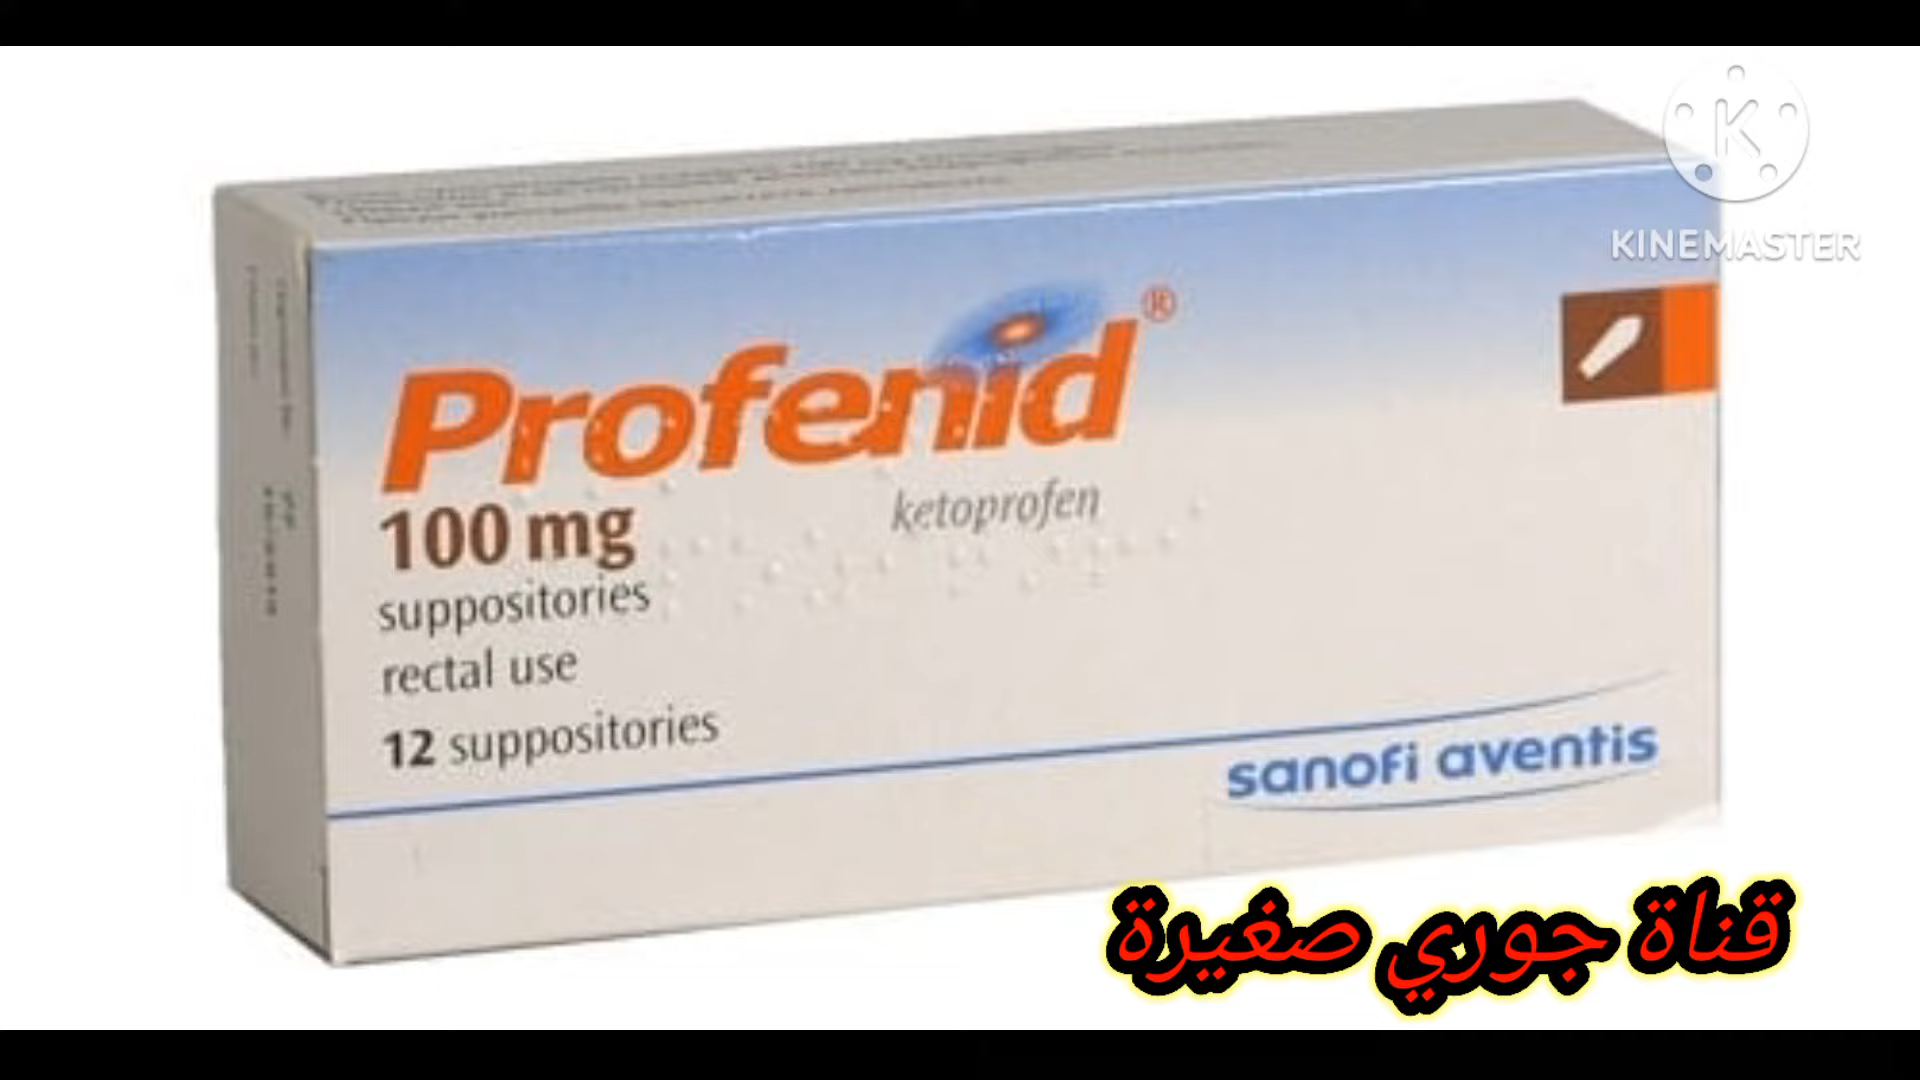 KINEMASTER
Profenid®
ketoprofen
100 mg
suppositories
rectal use
12 suppositories
sanofi aventis
قناة جوري صغيرة